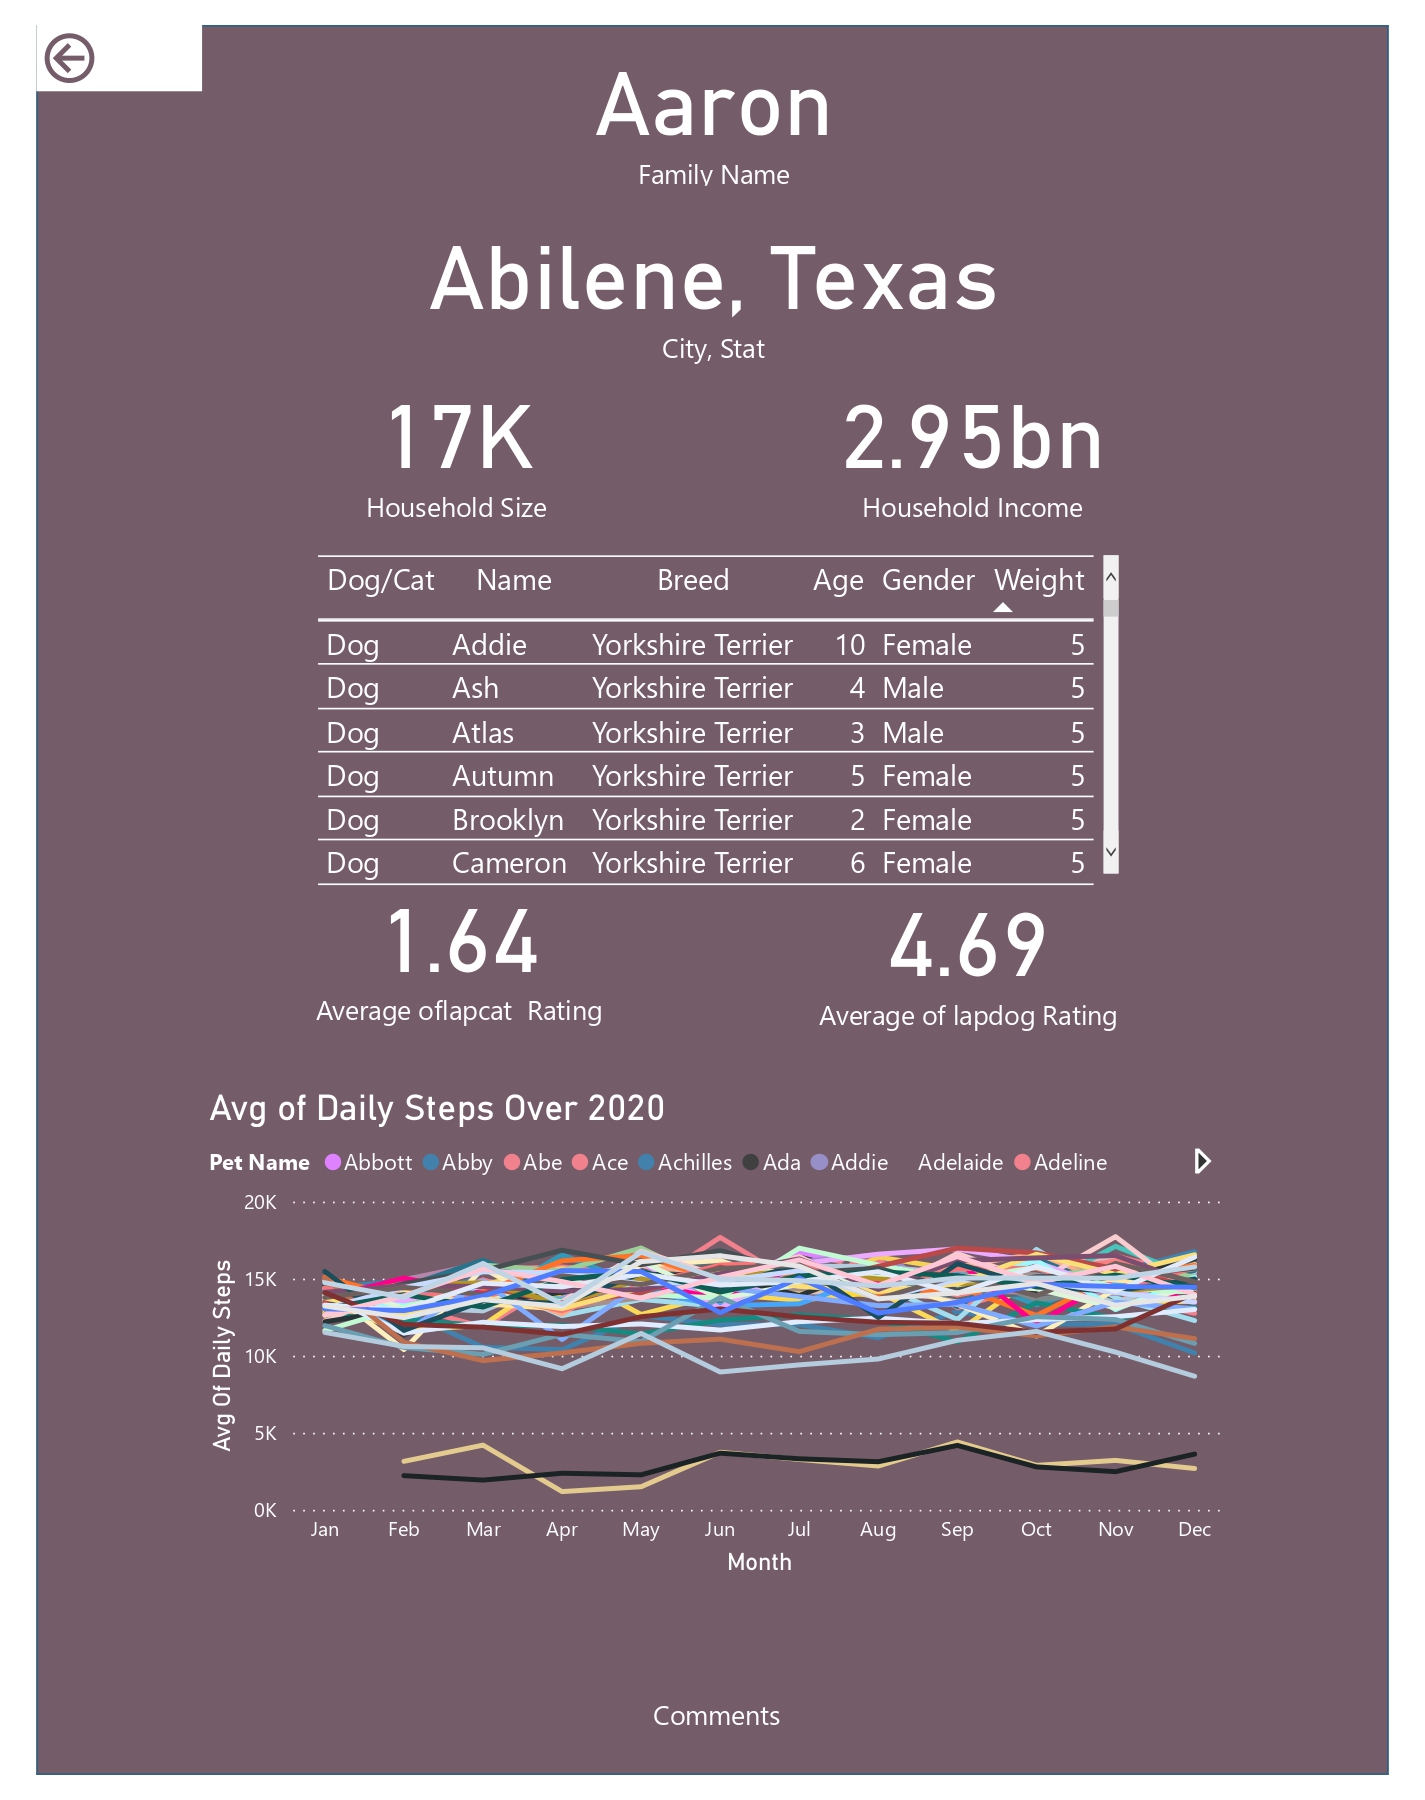 Aaron
Family Name
Abilene, Texas
City, Stat
17K 2.95bn
Household Size Household Income
Dog/Cat Name Breed Age Gender Weight
Dog Addie Yorkshire Terrier 10 Female 5
Dog Ash Yorkshire Terrier 4 Male 5
Dog Atlas Yorkshire Terrier 3 Male 5
Dog Autumn Yorkshire Terrier 5 Female 5
Dog Brooklyn Yorkshire Terrier 2 Female 5
Dog Cameron Yorkshire Terrier 6 Female 5
1.64 4.69
Average oflapcat Rating Average of lapdog Rating
Avg of Daily Steps Over 2020
Pet Name Abbott Abby Abe Ace Achilles Ada Addie Adelaide Adeline
20K
15K
10K
5K
0K
Avg Of Daily Steps
Jan Feb Mar Apr May Jun Jul Aug Sep Oct Nov Dec
Month
Comments